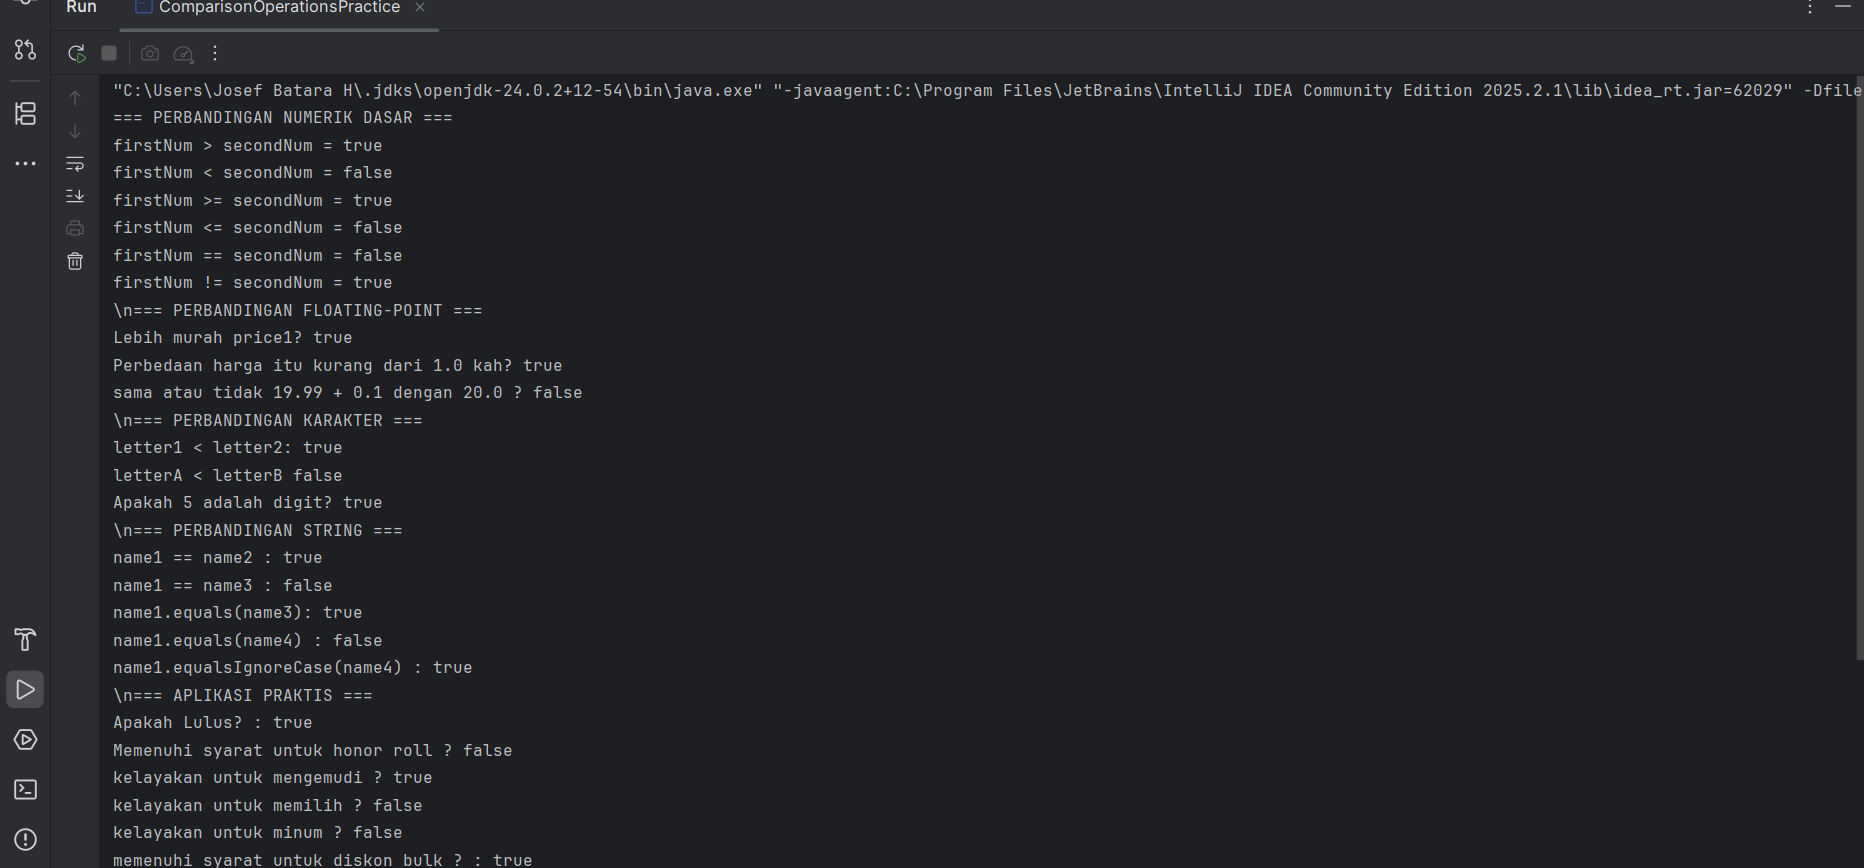 Run ComparisonOperationsPractice
"C:\Users\Josef Batara H\.jdks\openjdk-24.0.2+12-54\bin\java.exe" "-javaagent:C:\Program Files\JetBrains\IntelliJ IDEA Community Edition 2025.2.1\lib\idea_rt.jar=62029" -Dfile
=== PERBANDINGAN NUMERIK DASAR ===
firstNum > secondNum = true
firstNum < secondNum = false
firstNum >= secondNum = true
firstNum <= secondNum = false
firstNum == secondNum = false
firstNum != secondNum = true
\n=== PERBANDINGAN FLOATING-POINT ===
Lebih murah price1? true
Perbedaan harga itu kurang dari 1.0 kah? true
sama atau tidak 19.99 + 0.1 dengan 20.0 ? false
\n=== PERBANDINGAN KARAKTER ===
letter1 < letter2: true
letterA < letterB false
Apakah 5 adalah digit? true
\n=== PERBANDINGAN STRING ===
name1 == name2 : true
name1 == name3 : false
name1.equals(name3): true
name1.equals(name4) : false
name1.equalsIgnoreCase(name4) : true
\n=== APLIKASI PRAKTIS ===
Apakah Lulus? : true
Memenuhi syarat untuk honor roll ? false
kelayakan untuk mengemudi ? true
kelayakan untuk memilih ? false
kelayakan untuk minum ? false
memenuhi syarat untuk diskon bulk ? : true